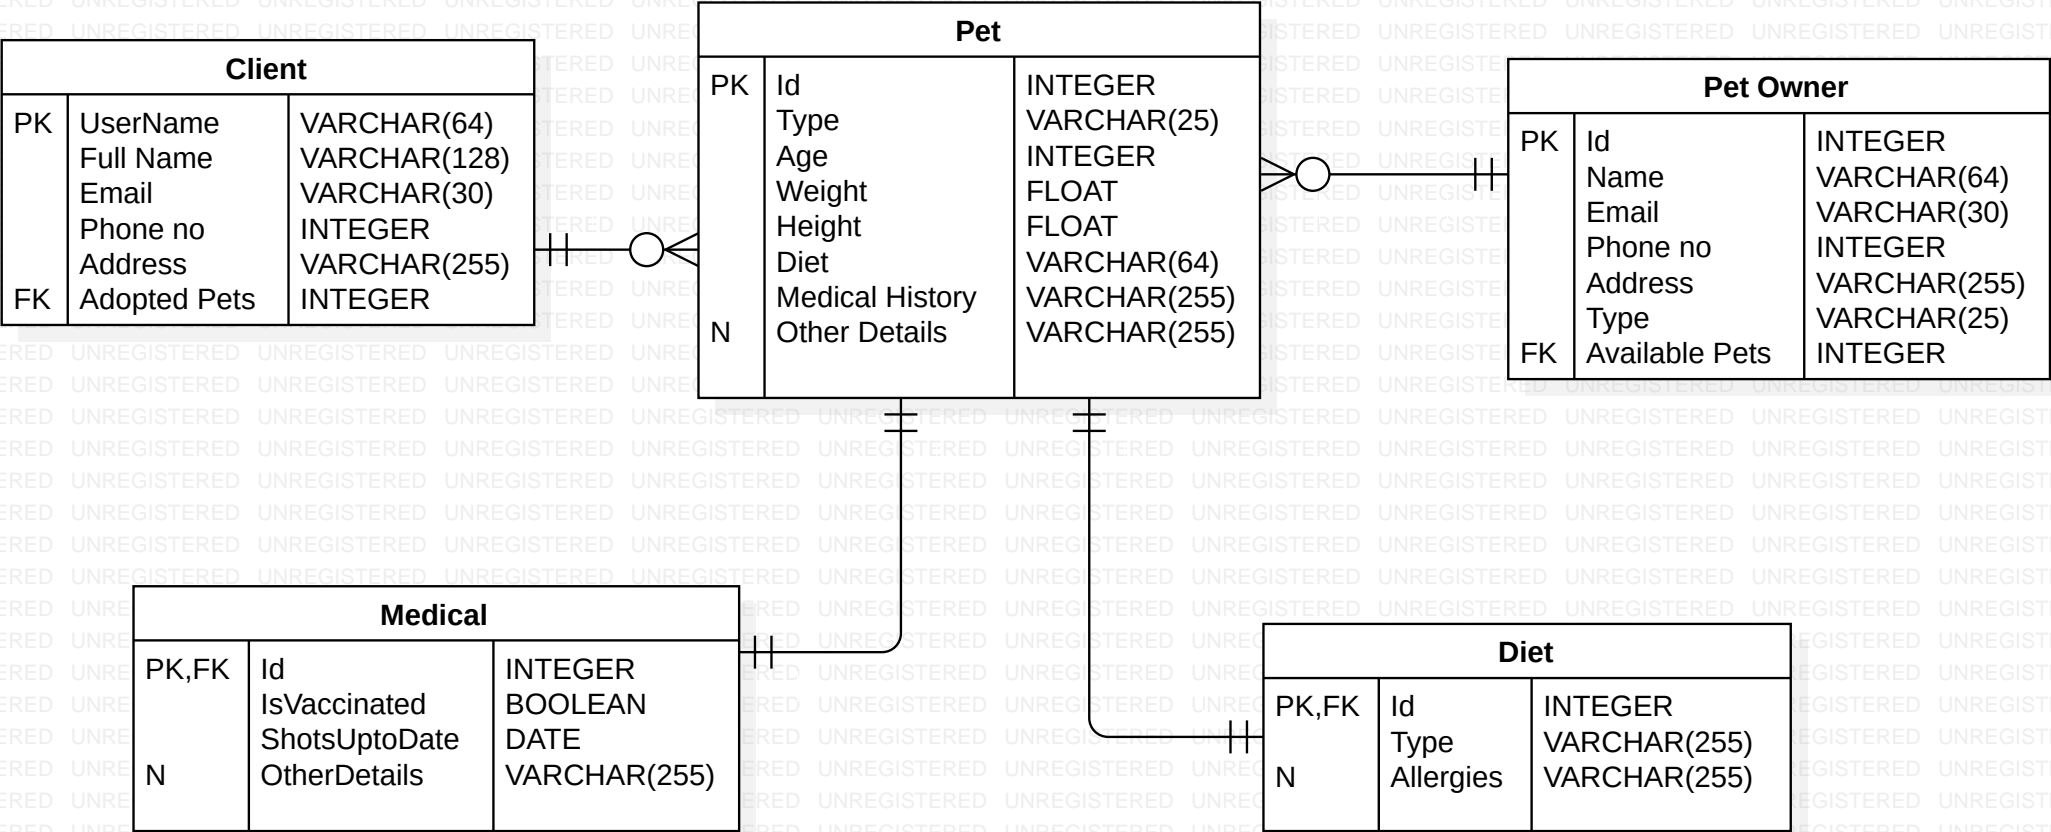 Client
PK UserName VARCHAR(64)
Full Name VARCHAR(128)
Email VARCHAR(30)
Phone no INTEGER
Address VARCHAR(255)
FK Adopted Pets INTEGER
Pet
PK Id INTEGER
Type VARCHAR(25)
Age INTEGER
Weight FLOAT
Height FLOAT
Diet VARCHAR(64)
Medical History VARCHAR(255)
N Other Details VARCHAR(255)
Pet Owner
PK Id INTEGER
Name VARCHAR(64)
Email VARCHAR(30)
Phone no INTEGER
Address VARCHAR(255)
Type VARCHAR(25)
FK Available Pets INTEGER
Medical
PK,FK Id INTEGER
IsVaccinated BOOLEAN
ShotsUptoDate DATE
N OtherDetails VARCHAR(255)
Diet
PK,FK Id INTEGER
Type VARCHAR(255)
N Allergies VARCHAR(255)
UNREGISTERED